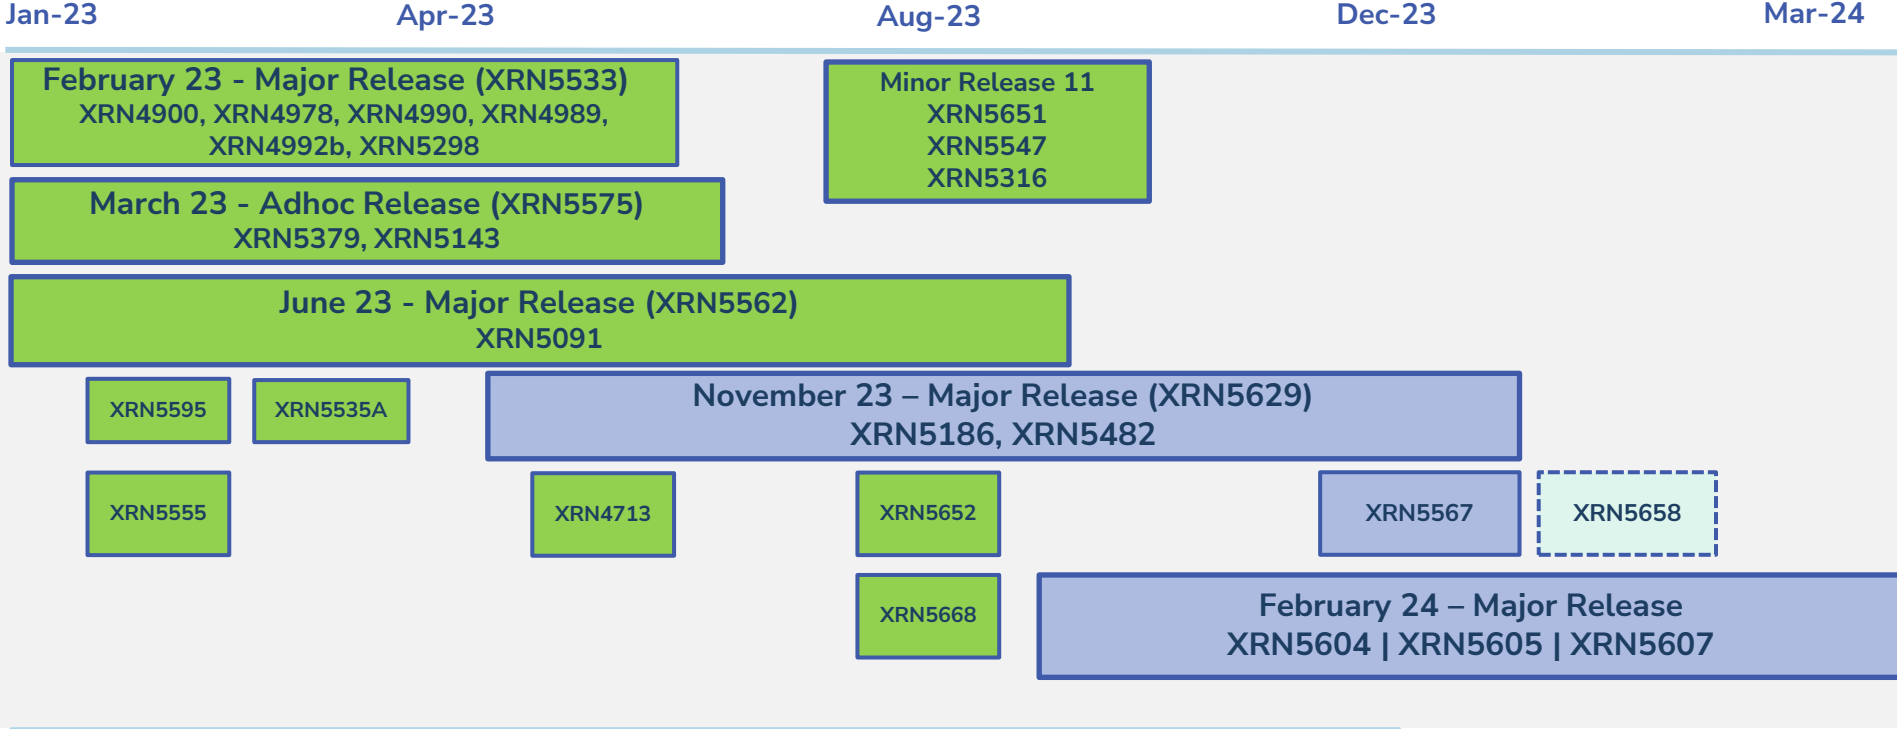 Jan-23
Apr-23
Aug-23
Dec-23
Mar-24
February 23 - Major Release (XRN5533)
XRN4900, XRN4978, XRN4990, XRN4989,
XRN4992b, XRN5298
Minor Release 11
XRN5651
XRN5547
XRN5316
March 23 - Adhoc Release (XRN5575)
XRN5379, XRN5143
June 23 - Major Release (XRN5562)
XRN5091
XRN5595
XRN5535A
November 23 – Major Release (XRN5629)
XRN5186, XRN5482
XRN5555
XRN4713
XRN5652
XRN5567
XRN5658
XRN5668
February 24 – Major Release
XRN5604 | XRN5605 | XRN5607